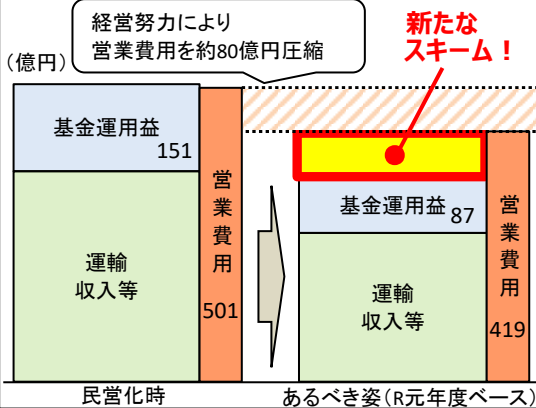 経営努力により
営業費用を約80億円圧縮
新たな
スキーム！
(億円)
基金運用益
151
営業費用
501
運輸
収入等
基金運用益
87
営業費用
419
運輸
収入等
民営化時
あるべき姿(R元年度ベース)